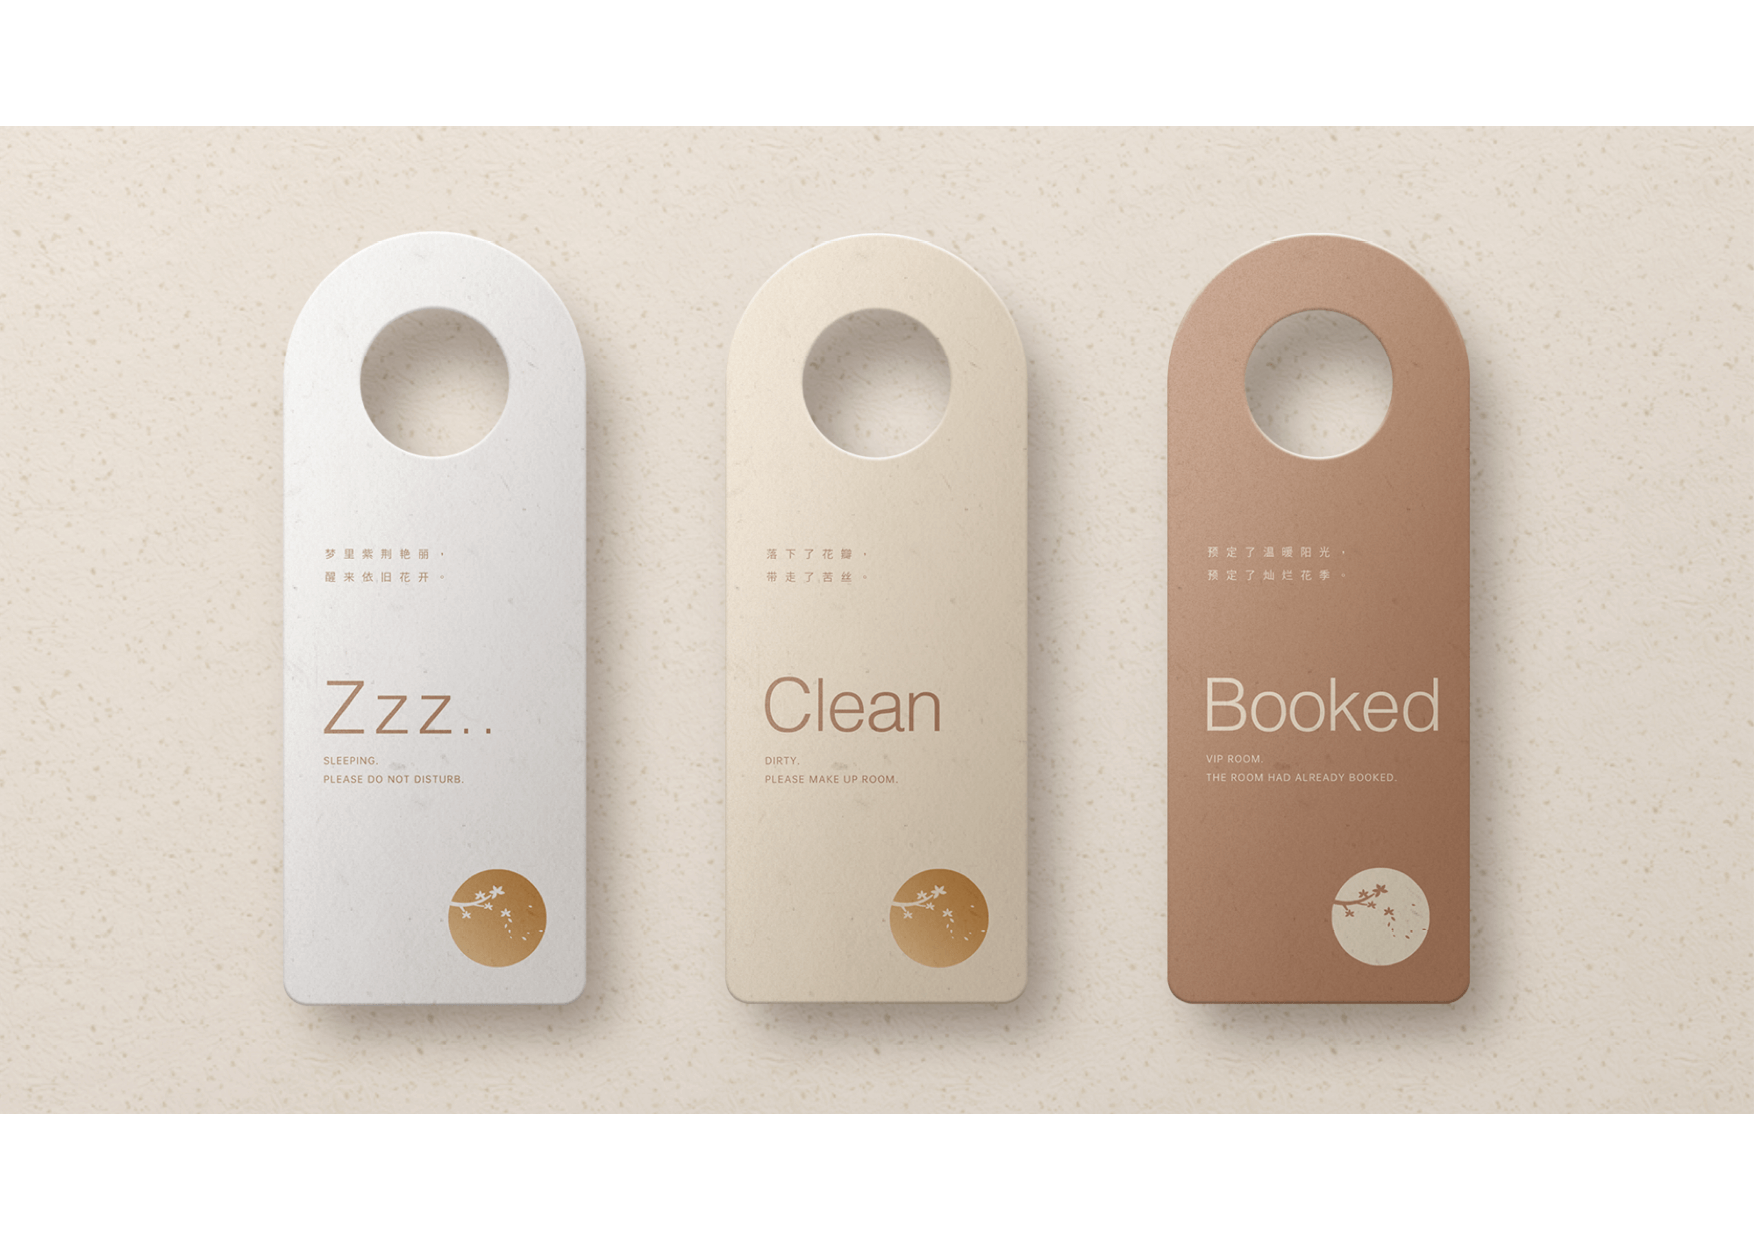 梦里紫荆艳丽，
醒来依旧花开。
Zzz..
SLEEPING.
PLEASE DO NOT DISTURB.
落下了花瓣，
带走了苦丝。
Clean
DIRTY.
PLEASE MAKE UP ROOM.
预定了温暖阳光，
预定了灿烂花季。
Booked
VIP ROOM.
THE ROOM HAD ALREADY BOOKED.